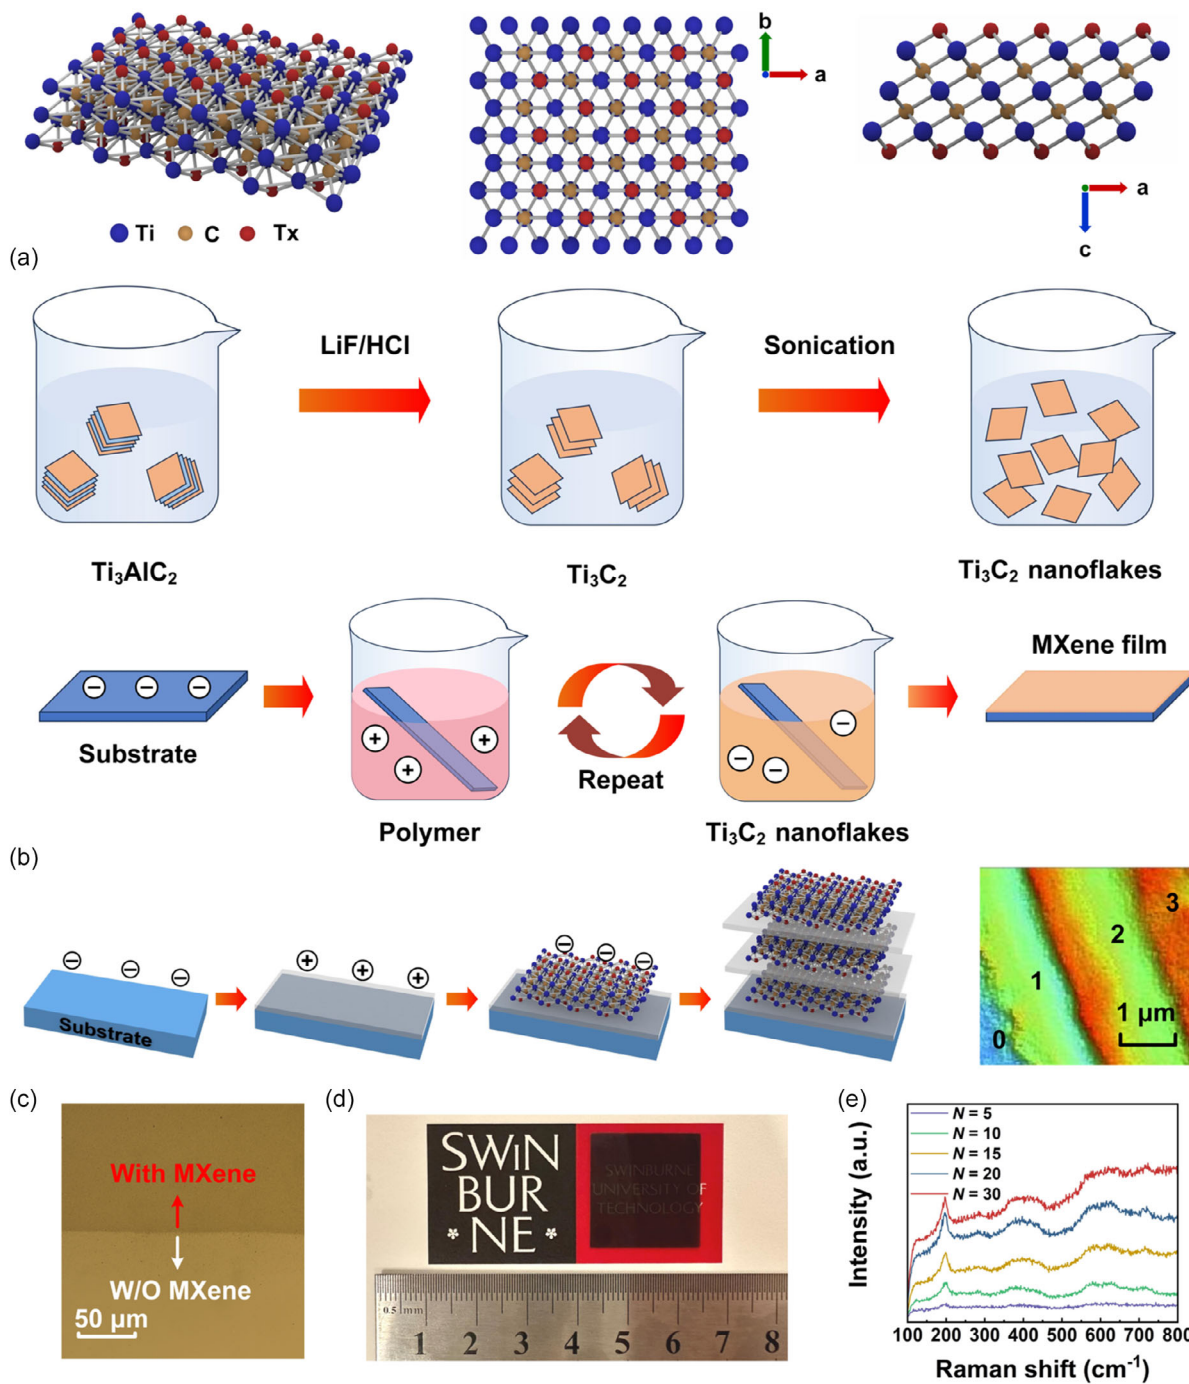 b
a
Ti C Tx
a
c
(a)
LiF/HCl
Sonication
Ti₃AlC₂
Ti₃C₂
Ti₃C₂ nanoflakes
− − −
Substrate
+ + +
Polymer
Repeat
− − −
Ti₃C₂ nanoflakes
MXene film
(b)
− − −
Substrate
+ + +
− − −
0
1
2
3
1 μm
(c)
With MXene
W/O MXene
50 μm
(d)
SWiN
BUR
NE
SWINBURNE
UNIVERSITY OF
TECHNOLOGY
0.5 mm
1 2 3 4 5 6 7 8
(e)
N = 5
N = 10
N = 15
N = 20
N = 30
Intensity (a.u.)
100 200 300 400 500 600 700 800
Raman shift (cm⁻¹)